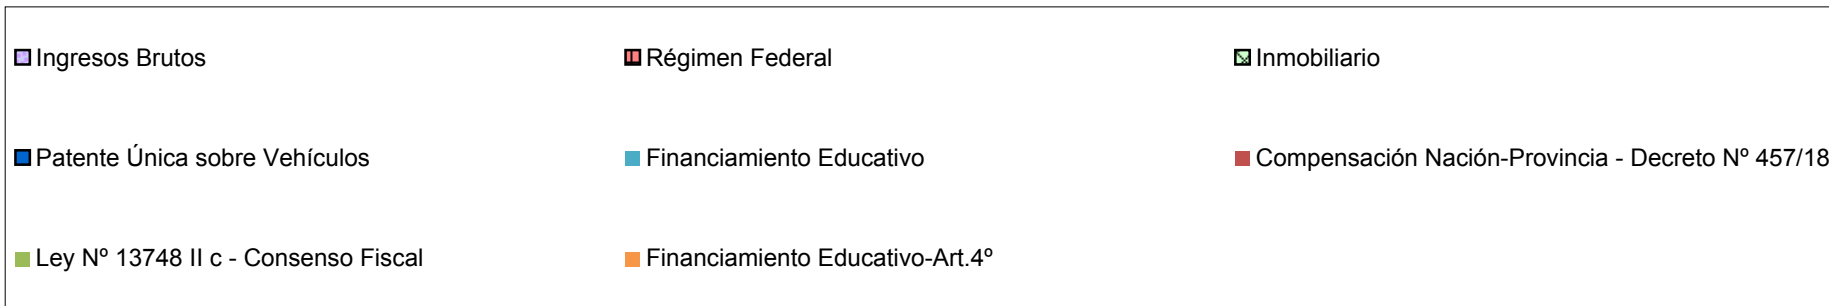 Ingresos Brutos
Régimen Federal
Inmobiliario
Patente Única sobre Vehículos
Financiamiento Educativo
Compensación Nación-Provincia - Decreto Nº 457/18
Ley Nº 13748 II c - Consenso Fiscal
Financiamiento Educativo-Art.4º